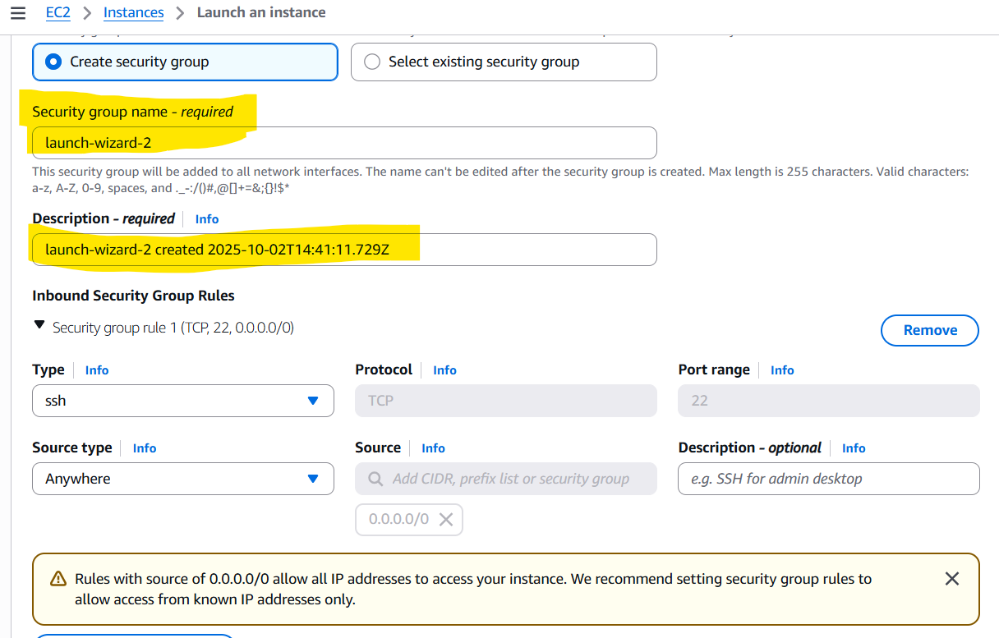 EC2 > Instances > Launch an instance
Create security group
Select existing security group
Security group name - required
launch-wizard-2
This security group will be added to all network interfaces. The name can't be edited after the security group is created. Max length is 255 characters. Valid characters:
a-z, A-Z, 0-9, spaces, and ._-:/()#,@[]+=&;{}!$*
Description - required Info
launch-wizard-2 created 2025-10-02T14:41:11.729Z
Inbound Security Group Rules
Security group rule 1 (TCP, 22, 0.0.0.0/0)
Remove
Type Info
Protocol Info
Port range Info
ssh
TCP
22
Source type Info
Source Info
Description - optional Info
Anywhere
Add CIDR, prefix list or security group
e.g. SSH for admin desktop
0.0.0.0/0
Rules with source of 0.0.0.0/0 allow all IP addresses to access your instance. We recommend setting security group rules to
allow access from known IP addresses only.